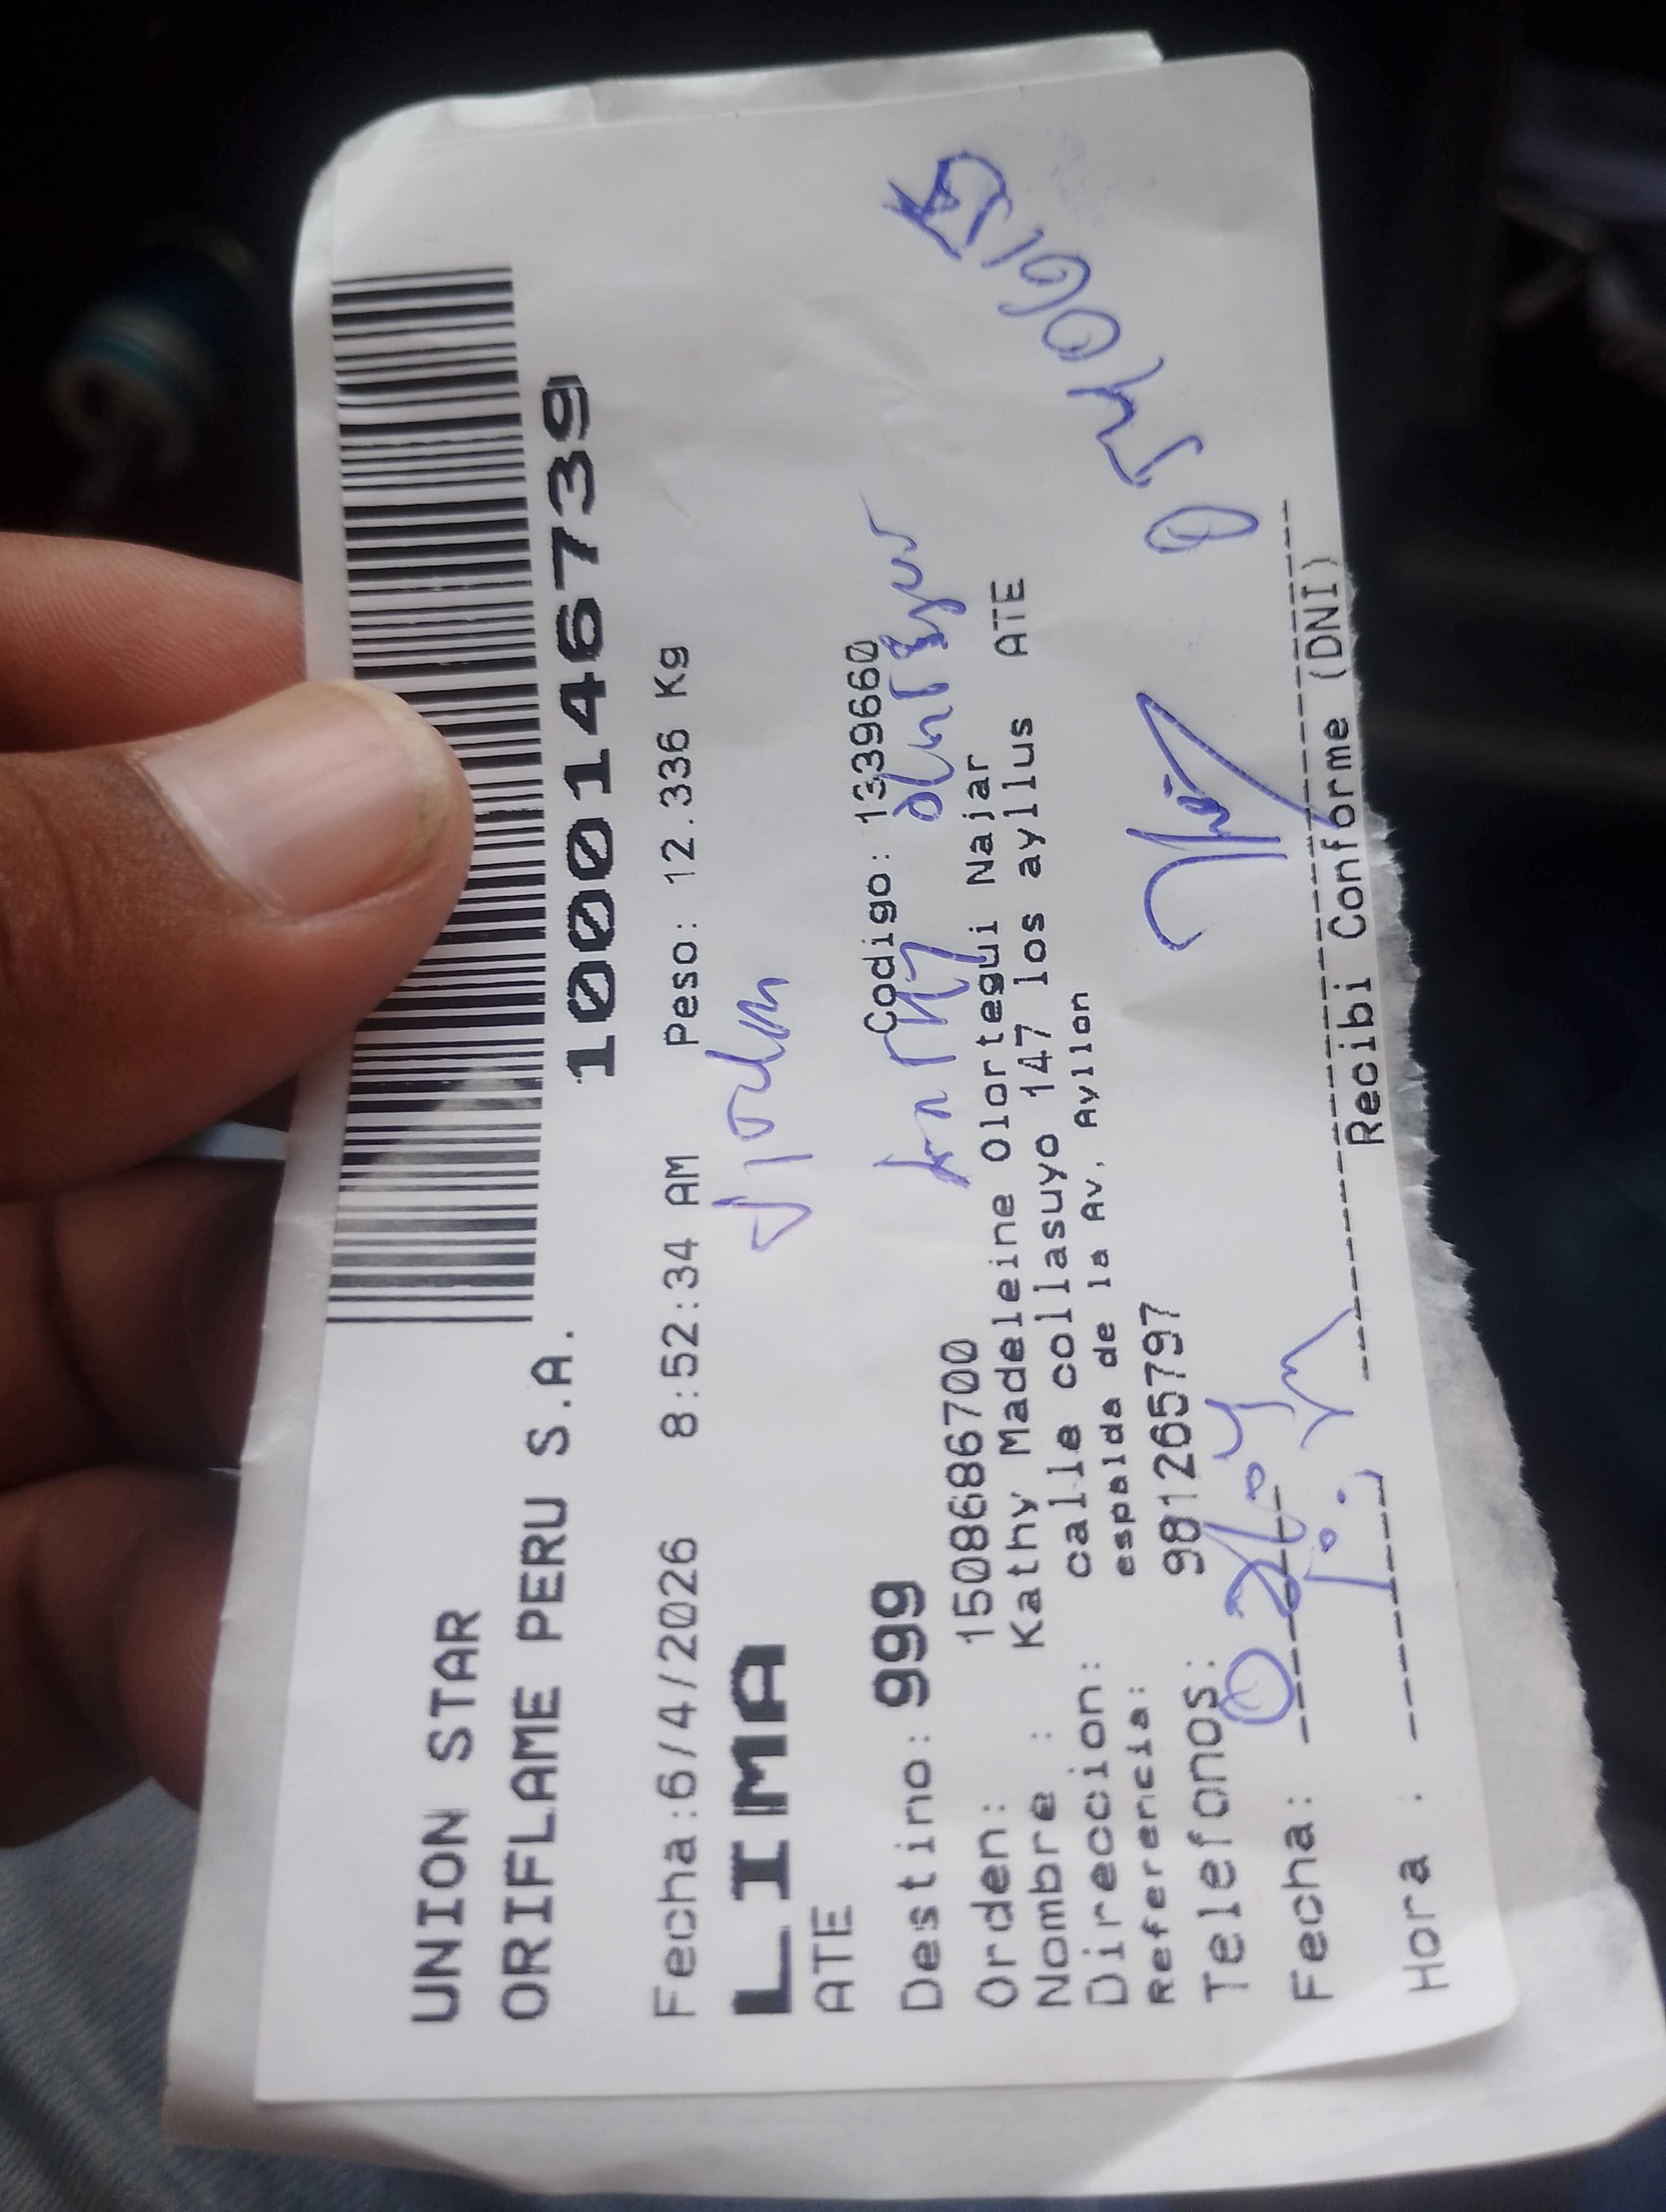 UNION STAR
ORIFLAME PERU S.A.
1000146739
Fecha:6/4/2026 8:52:34 AM Peso: 12.336 Kg
LIMA
ATE
Destino: 999 Codigo: 1339660
Orden: 1508686700
Nombre : Kathy Madeleine Olortegui Najar
Direccion: calle collasuyo 147 los ayllus ATE
Referencia: espalda de la Av. Ayllon
Telefonos: 981265797
Fecha:
Hora :
Recibi Conforme (DNI)